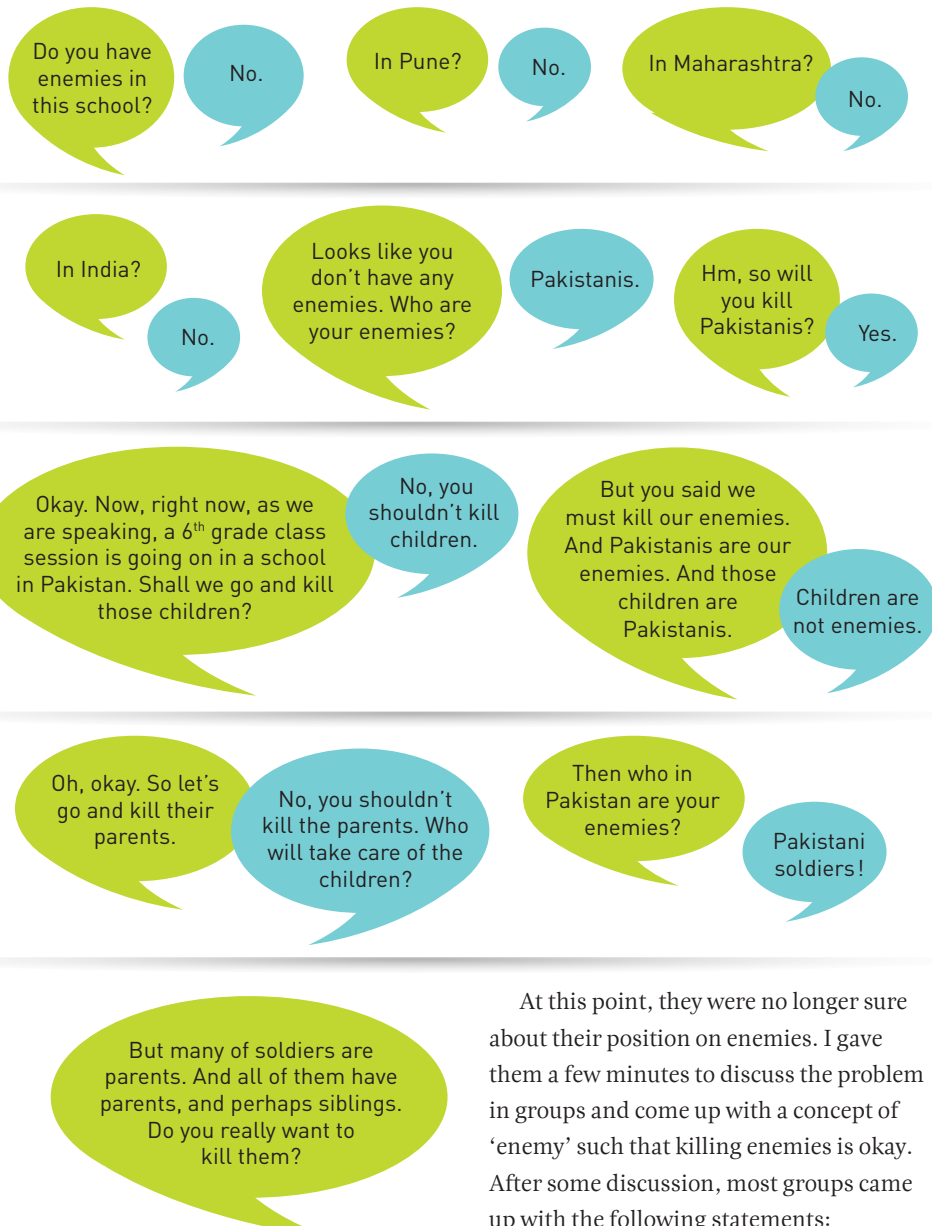 Do you have
enemies in
this school?
No.
In Pune?
No.
In Maharashtra?
No.
In India?
No.
Looks like you
don't have any
enemies. Who are
your enemies?
Pakistanis.
Hm, so will
you kill
Pakistanis?
Yes.
Okay. Now, right now, as we
are speaking, a 6th grade class
session is going on in a school
in Pakistan. Shall we go and kill
those children?
No, you
shouldn't kill
children.
But you said we
must kill our enemies.
And Pakistanis are our
enemies. And those
children are
Pakistanis.
Children are
not enemies.
Oh, okay. So let's
go and kill their
parents.
No, you shouldn't
kill the parents. Who
will take care of the
children?
Then who in
Pakistan are your
enemies?
Pakistani
soldiers!
But many of soldiers are
parents. And all of them have
parents, and perhaps siblings.
Do you really want to
kill them?
At this point, they were no longer sure
about their position on enemies. I gave
them a few minutes to discuss the problem
in groups and come up with a concept of
‘enemy’ such that killing enemies is okay.
After some discussion, most groups came
up with the following statements: